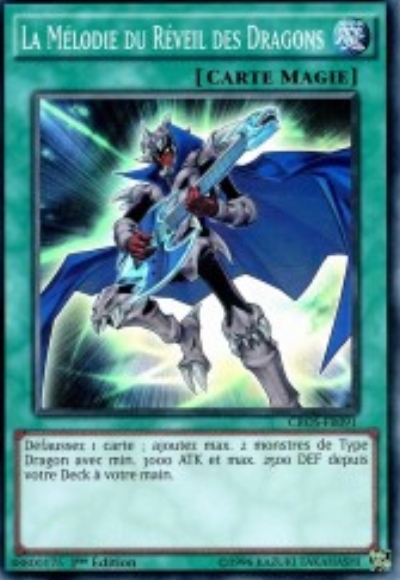 La Mélodie du Réveil des Dragons
[Carte Magie]
Défaussez 1 carte ; ajoutez max. 2 monstres de Type
Dragon avec min. 3000 ATK et max. 2500 DEF depuis
votre Deck à votre main.
1ère Edition
©1996 KAZUKI TAKAHASHI